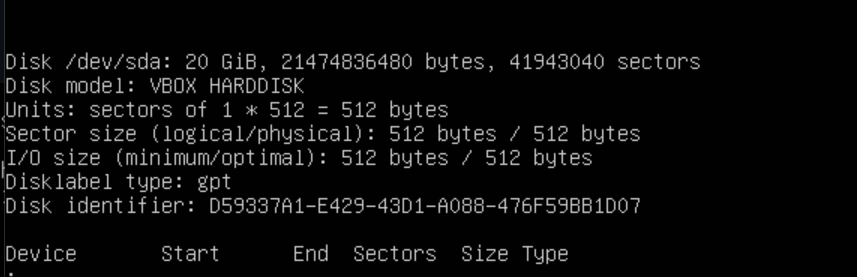 Disk /dev/sda: 20 GiB, 21474836480 bytes, 41943040 sectors
Disk model: VBOX HARDDISK
Units: sectors of 1 * 512 = 512 bytes
Sector size (logical/physical): 512 bytes / 512 bytes
I/O size (minimum/optimal): 512 bytes / 512 bytes
Disklabel type: gpt
Disk identifier: D59337A1-E429-43D1-A088-476F59BB1D07
Device Start End Sectors Size Type